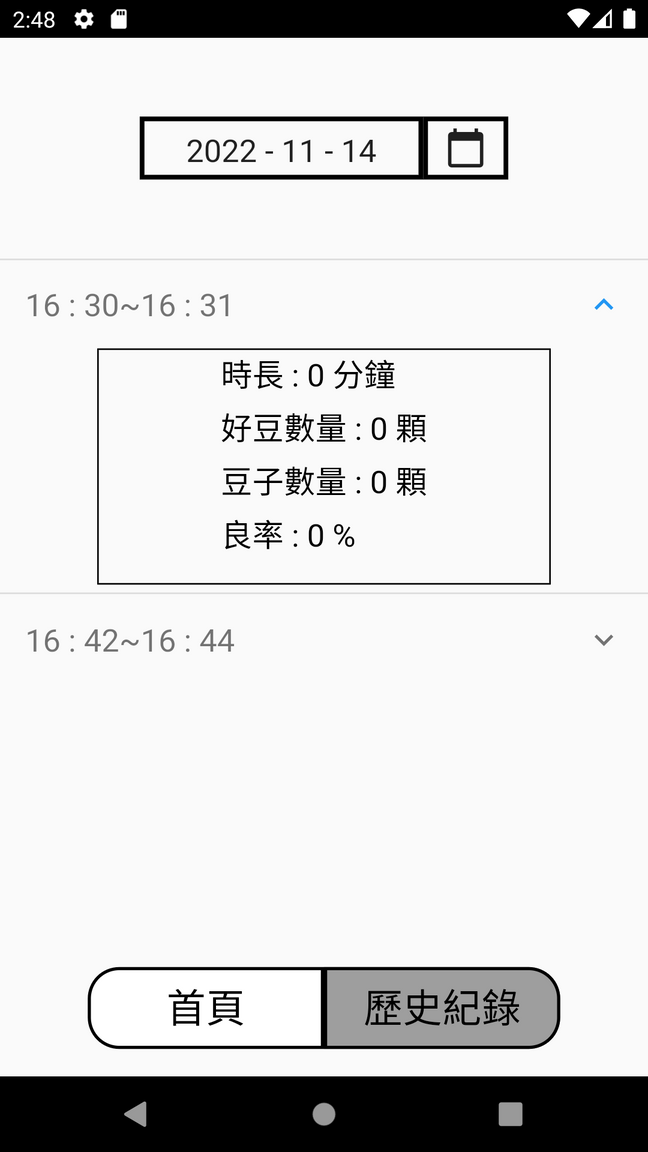 2:48
2022 - 11 - 14
16 : 30~16 : 31
時長 : 0 分鐘
好豆數量 : 0 顆
豆子數量 : 0 顆
良率 : 0 %
16 : 42~16 : 44
首頁
歷史紀錄